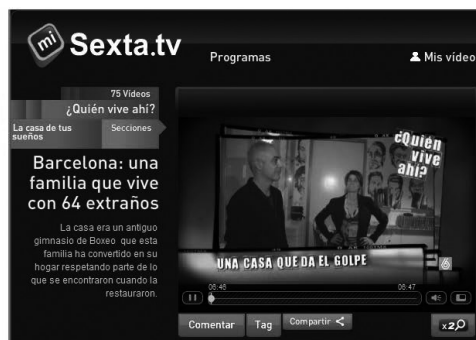 mi Sexta.tv
Programas
Mis vídeo
75 Vídeos
¿Quién vive ahí?
La casa de tus
sueños
Secciones
Barcelona: una
familia que vive
con 64 extraños
La casa era un antiguo
gimnasio de Boxeo que esta
familia ha convertido en su
hogar respetando parte de lo
que se encontraron cuando la
restauraron.
¿Quién
vive
ahí?
UNA CASA QUE DA EL GOLPE
6
06:46
06:47
Comentar
Tag
Compartir
x2